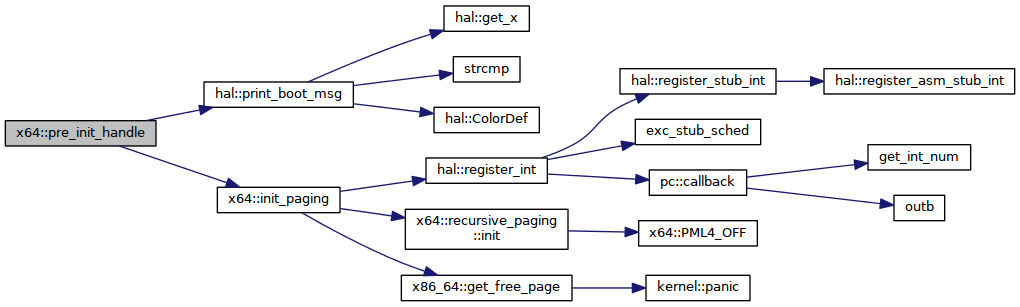 x64::pre_init_handle
hal::print_boot_msg
hal::get_x
strcmp
hal::ColorDef
x64::init_paging
hal::register_int
hal::register_stub_int
hal::register_asm_stub_int
exc_stub_sched
pc::callback
get_int_num
outb
x64::recursive_paging
::init
x64::PML4_OFF
x86_64::get_free_page
kernel::panic